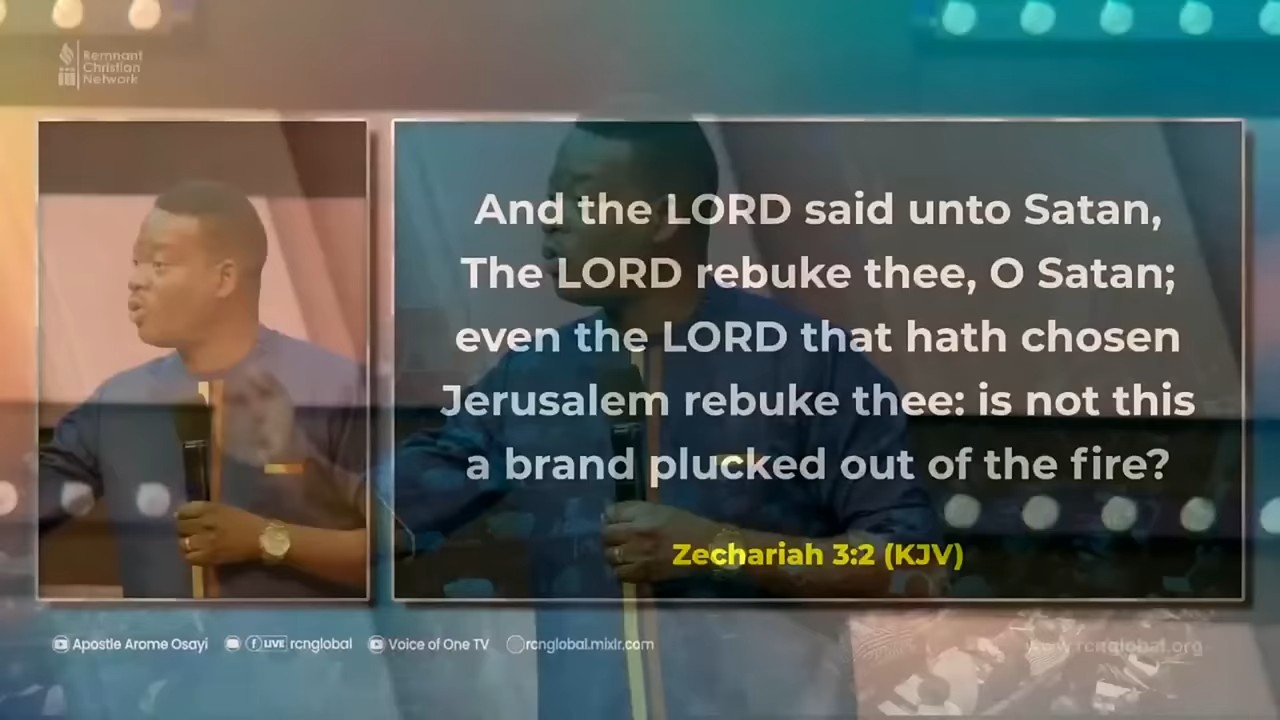 Remnant
Christian
Network
And the LORD said unto Satan,
The LORD rebuke thee, O Satan;
even the LORD that hath chosen
Jerusalem rebuke thee: is not this
a brand plucked out of the fire?
Zechariah 3:2 (KJV)
Apostle Arome Osayi LIVE rcnglobal Voice of One TV rcnglobal.mixlr.com
www.rcnglobal.org